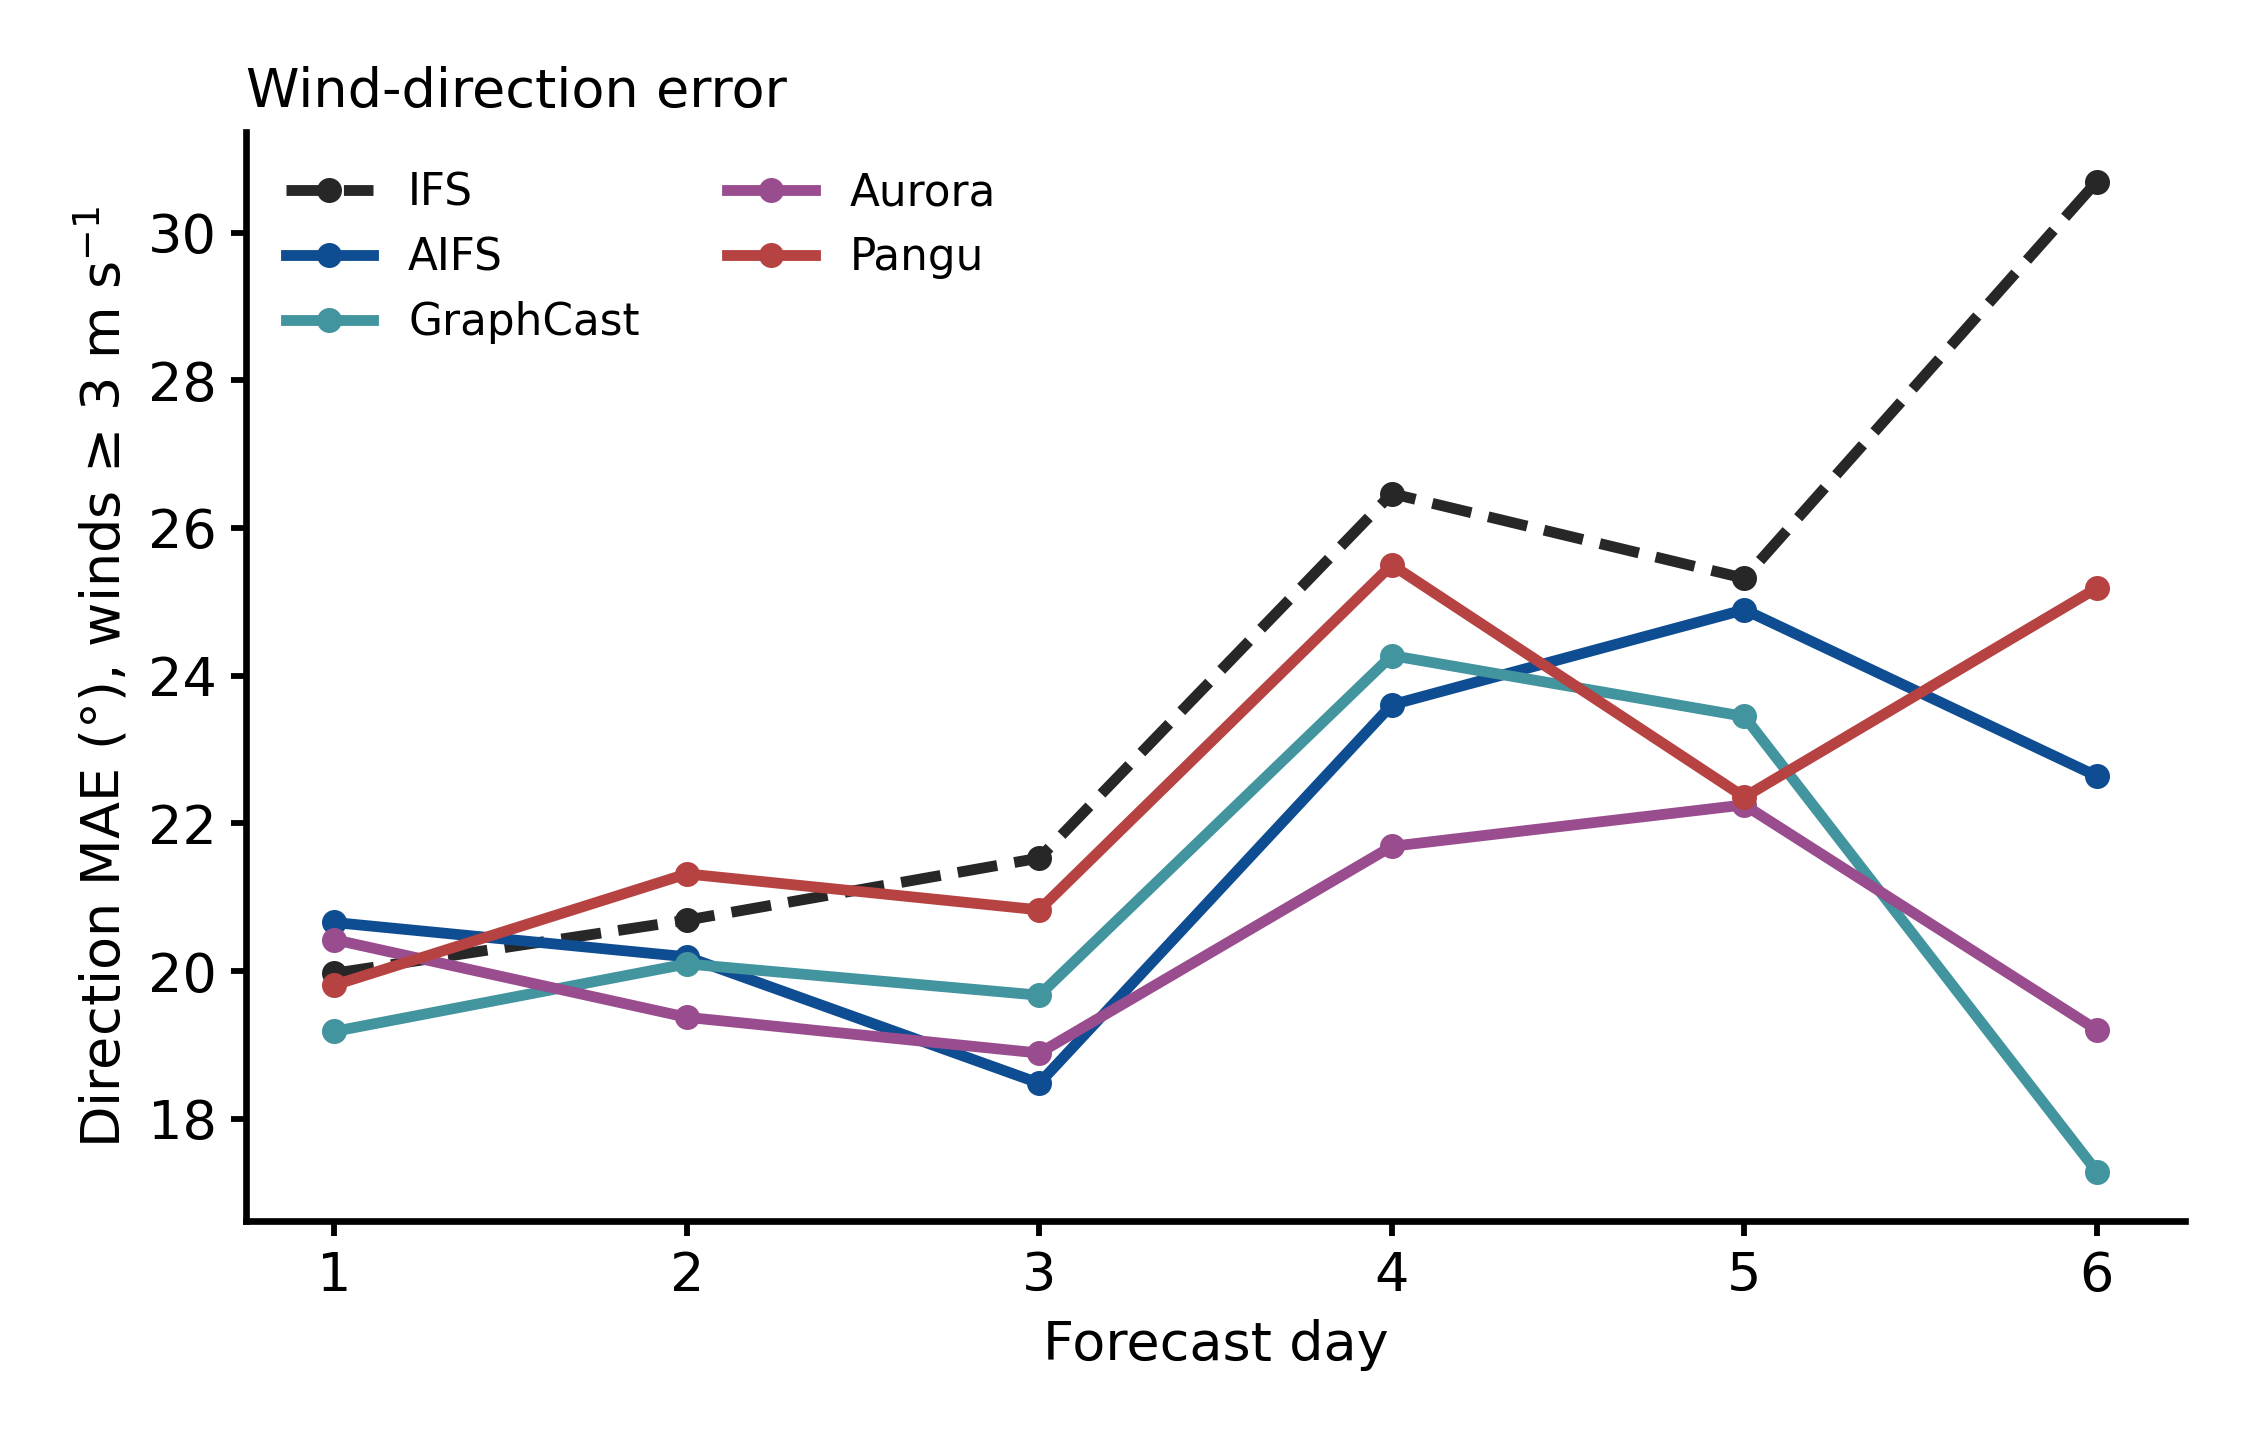 Wind-direction error
IFS
AIFS
GraphCast
Aurora
Pangu
Direction MAE (°), winds ≥ 3 m s⁻¹
30
28
26
24
22
20
18
1 2 3 4 5 6
Forecast day